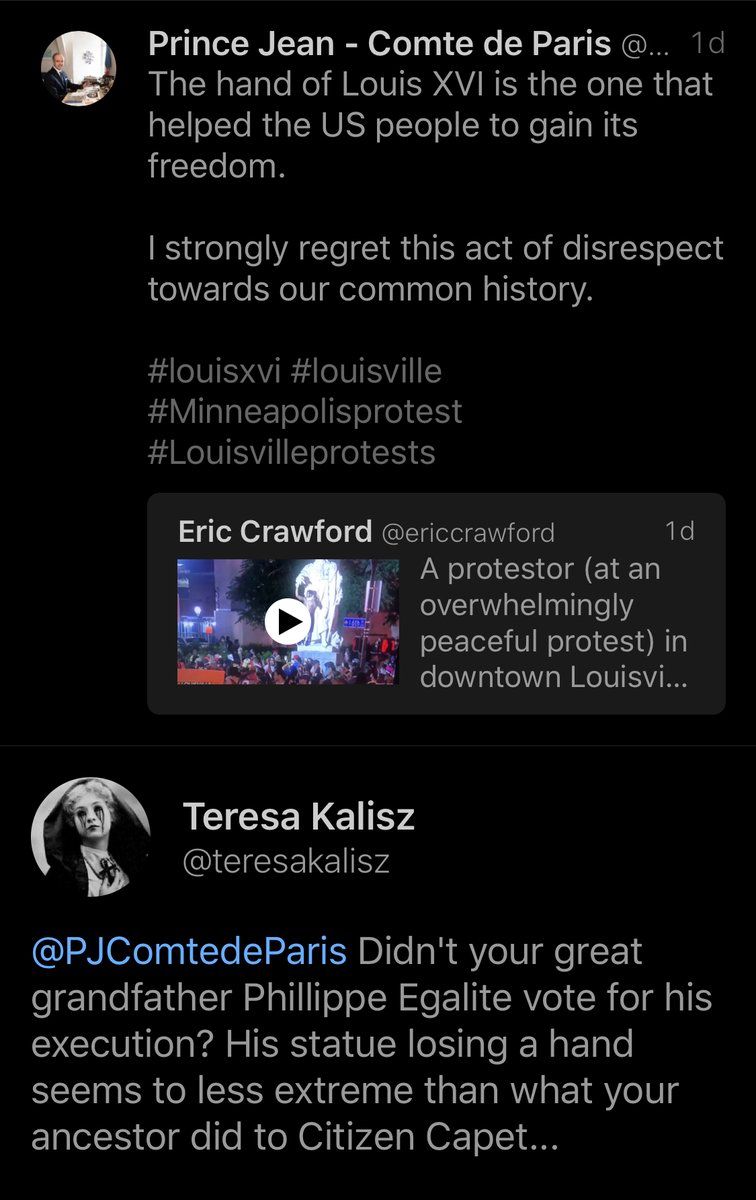 Prince Jean - Comte de Paris @... 1d
The hand of Louis XVI is the one that
helped the US people to gain its
freedom.
I strongly regret this act of disrespect
towards our common history.
#louisxvi #louisville
#Minneapolisprotest
#Louisvilleprotests
Eric Crawford @ericcrawford 1d
A protestor (at an
overwhelmingly
peaceful protest) in
downtown Louisvi...
Teresa Kalisz
@teresakalisz
@PJComtedeParis Didn't your great
grandfather Phillippe Egalite vote for his
execution? His statue losing a hand
seems to less extreme than what your
ancestor did to Citizen Capet...